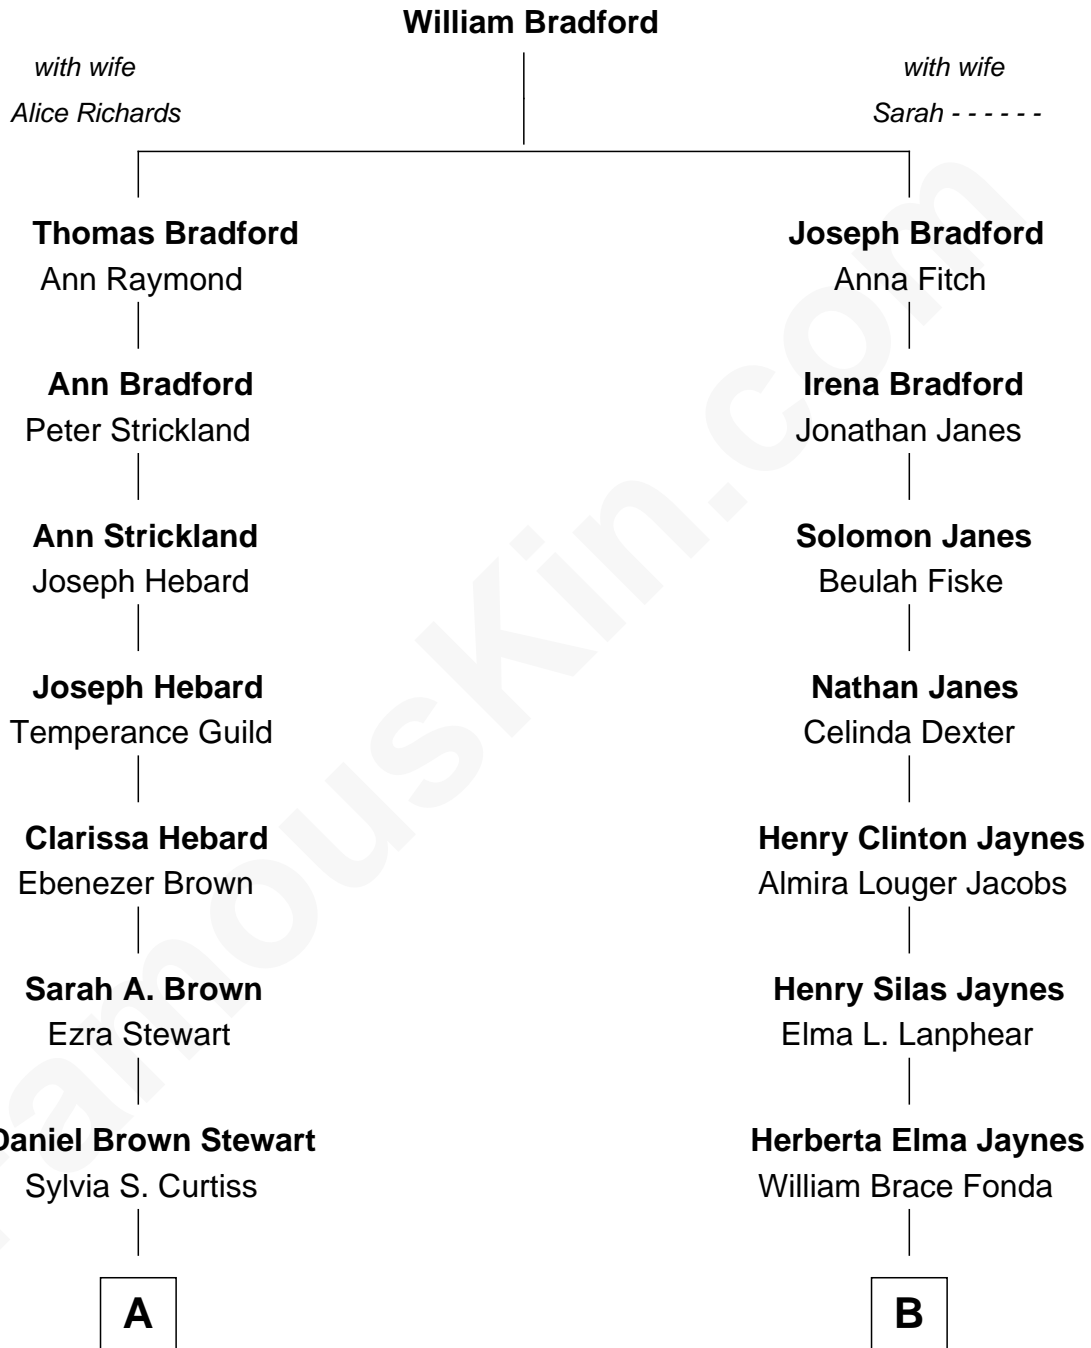 William Bradford
with wife
Alice Richards
with wife
Sarah - - - - - -
Thomas Bradford
Ann Raymond
Joseph Bradford
Anna Fitch
Ann Bradford
Peter Strickland
Irena Bradford
Jonathan Janes
Ann Strickland
Joseph Hebard
Solomon Janes
Beulah Fiske
Joseph Hebard
Temperance Guild
Nathan Janes
Celinda Dexter
Clarissa Hebard
Ebenezer Brown
Henry Clinton Jaynes
Almira Louger Jacobs
Sarah A. Brown
Ezra Stewart
Henry Silas Jaynes
Elma L. Lanphear
Daniel Brown Stewart
Sylvia S. Curtiss
Herberta Elma Jaynes
William Brace Fonda
A
B
FamousKin.com